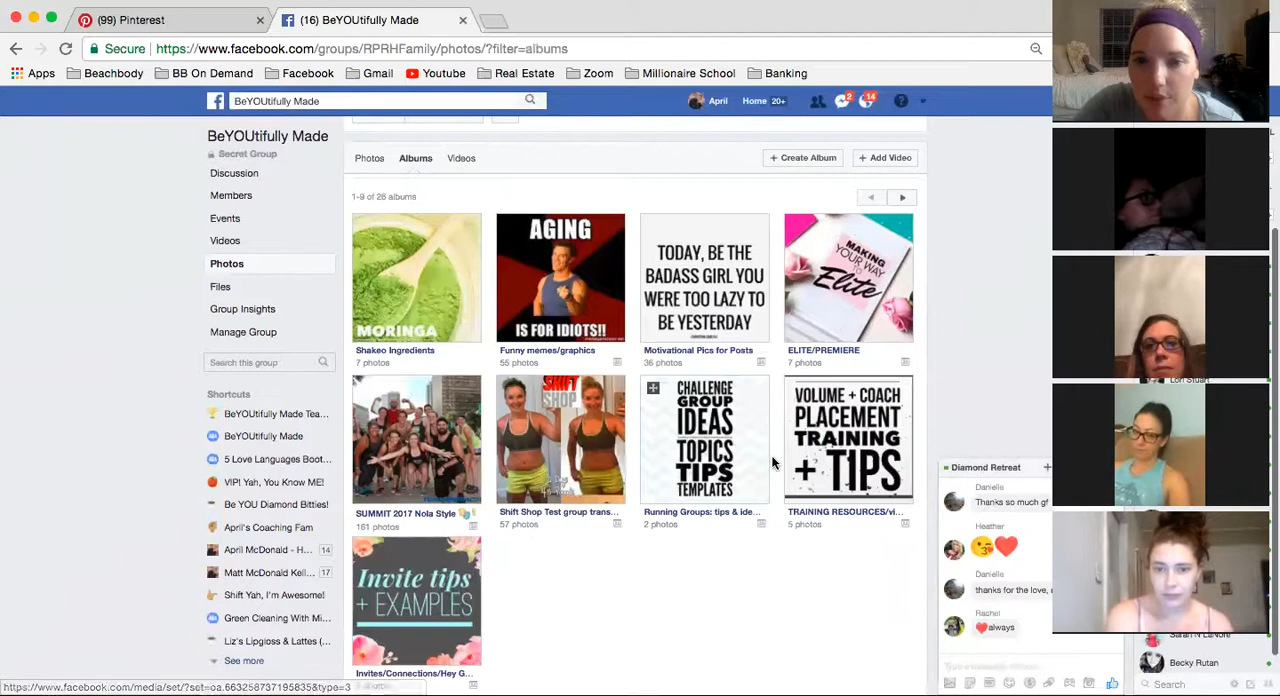 (99) Pinterest
(16) BeYOUtifully Made
Secure
https://www.facebook.com/groups/RPRHFamily/photos/?filter=albums
Apps Beachbody BB On Demand Facebook Gmail Youtube Real Estate Zoom Millionaire School Banking
BeYOUtifully Made
April Home 20+ 2 14
BeYOUtifully Made
Secret Group
Discussion
Members
Events
Videos
Photos
Files
Group Insights
Manage Group
Search this group
Shortcuts
BeYOUtifully Made Tea...
BeYOUtifully Made
5 Love Languages Boot...
VIP! Yah, You Know ME!
Be YOU Diamond Bitties!
April's Coaching Fam
April McDonald - H... 14
Matt McDonald Kell... 17
Shift Yah, I'm Awesome!
Green Cleaning With Mi...
Liz's Lipgloss & Lattes (...
See more
Photos Albums Videos
+ Create Album
+ Add Video
1-9 of 26 albums
MORINGA
Shakeo Ingredients
7 photos
AGING
IS FOR IDIOTS!!
Funny memes/graphics
55 photos
TODAY, BE THE
BADASS GIRL YOU
WERE TOO LAZY TO
BE YESTERDAY
Motivational Pics for Posts
36 photos
MAKING
YOUR WAY
TO
Elite
ELITE/PREMIERE
7 photos
SUMMIT 2017 Nola Style
161 photos
SHIFT
SHOP
Shift Shop Test group trans...
57 photos
CHALLENGE
GROUP
IDEAS
TOPICS
TIPS
TEMPLATES
Running Groups: tips & ide...
2 photos
VOLUME + COACH
PLACEMENT
TRAINING
+ TIPS
TRAINING RESOURCES/vi...
5 photos
Invite tips
+ EXAMPLES
Invites/Connections/Hey G...
https://www.facebook.com/media/set/?set=oa.663258737195835&type=3
Diamond Retreat
Danielle
Thanks so much gf
Heather
Danielle
thanks for the love,
Rachel
always
Lori Stuart
Sarah N LaNore
Becky Rutan
Search